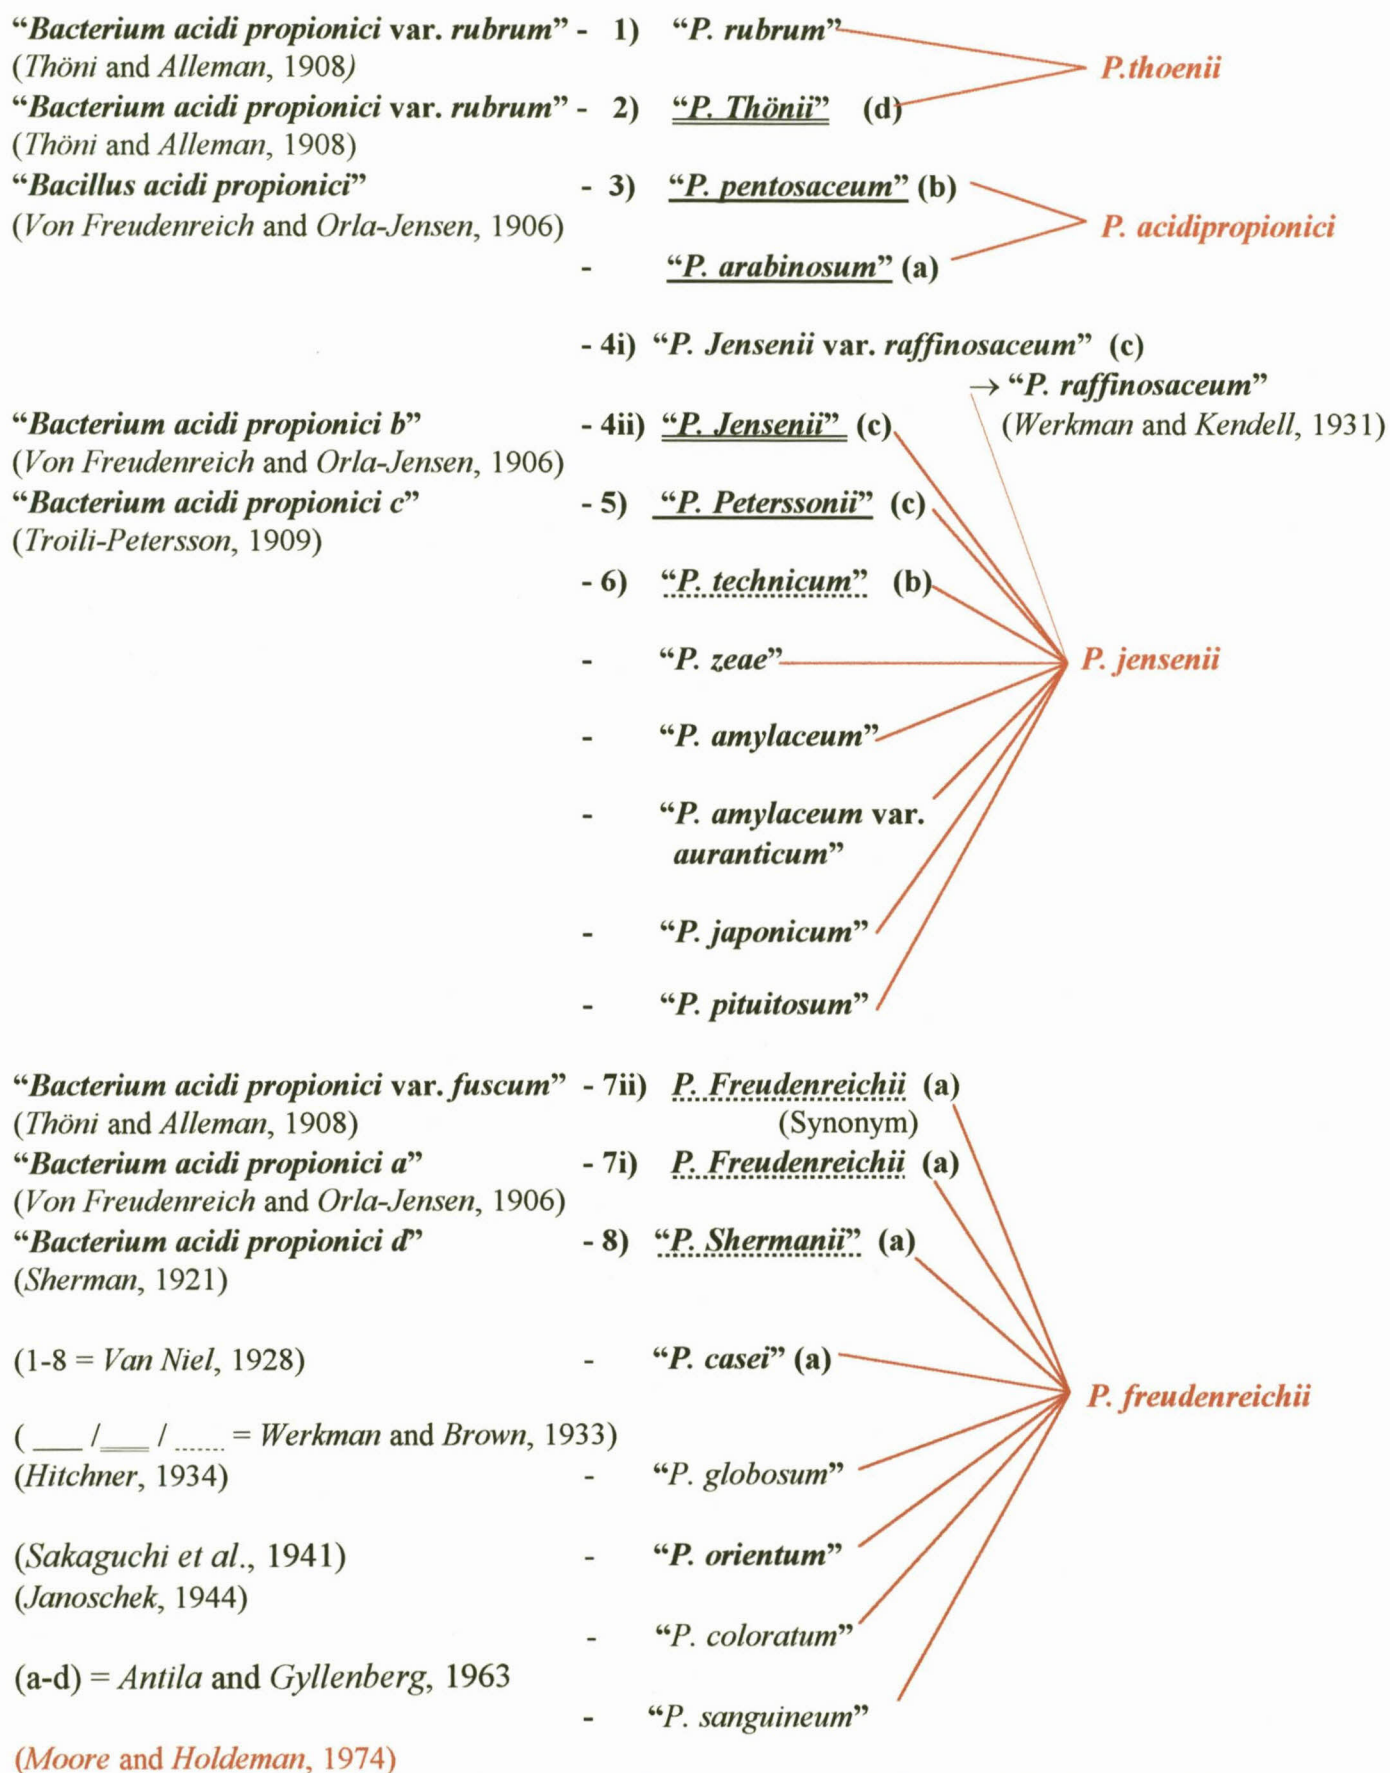 “Bacterium acidi propionici var. rubrum” - 1) “P. rubrum”
(Thöni and Alleman, 1908)
P.thoenii
“Bacterium acidi propionici var. rubrum” - 2) “P. Thönii” (d)
(Thöni and Alleman, 1908)
“Bacillus acidi propionici” - 3) “P. pentosaceum” (b)
(Von Freudenreich and Orla-Jensen, 1906)
P. acidipropionici
- “P. arabinosum” (a)
- 4i) “P. Jensenii var. raffinosaceum” (c)
→ “P. raffinosaceum”
(Werkman and Kendell, 1931)
“Bacterium acidi propionici b” - 4ii) “P. Jensenii” (c)
(Von Freudenreich and Orla-Jensen, 1906)
“Bacterium acidi propionici c” - 5) “P. Peterssonii” (c)
(Troili-Petersson, 1909)
- 6) “P. technicum” (b)
- “P. zeae”
P. jensenii
- “P. amylaceum”
- “P. amylaceum var.
auranticum”
- “P. japonicum”
- “P. pituitosum”
“Bacterium acidi propionici var. fuscum” - 7ii) P. Freudenreichii (a)
(Thöni and Alleman, 1908) (Synonym)
“Bacterium acidi propionici a” - 7i) P. Freudenreichii (a)
(Von Freudenreich and Orla-Jensen, 1906)
“Bacterium acidi propionici d” - 8) “P. Shermanii” (a)
(Sherman, 1921)
(1-8 = Van Niel, 1928) - “P. casei” (a)
P. freudenreichii
( ___ /___ / ...... = Werkman and Brown, 1933)
(Hitchner, 1934) - “P. globosum”
(Sakaguchi et al., 1941) - “P. orientum”
(Janoschek, 1944)
- “P. coloratum”
(a-d) = Antila and Gyllenberg, 1963
- “P. sanguineum”
(Moore and Holdeman, 1974)